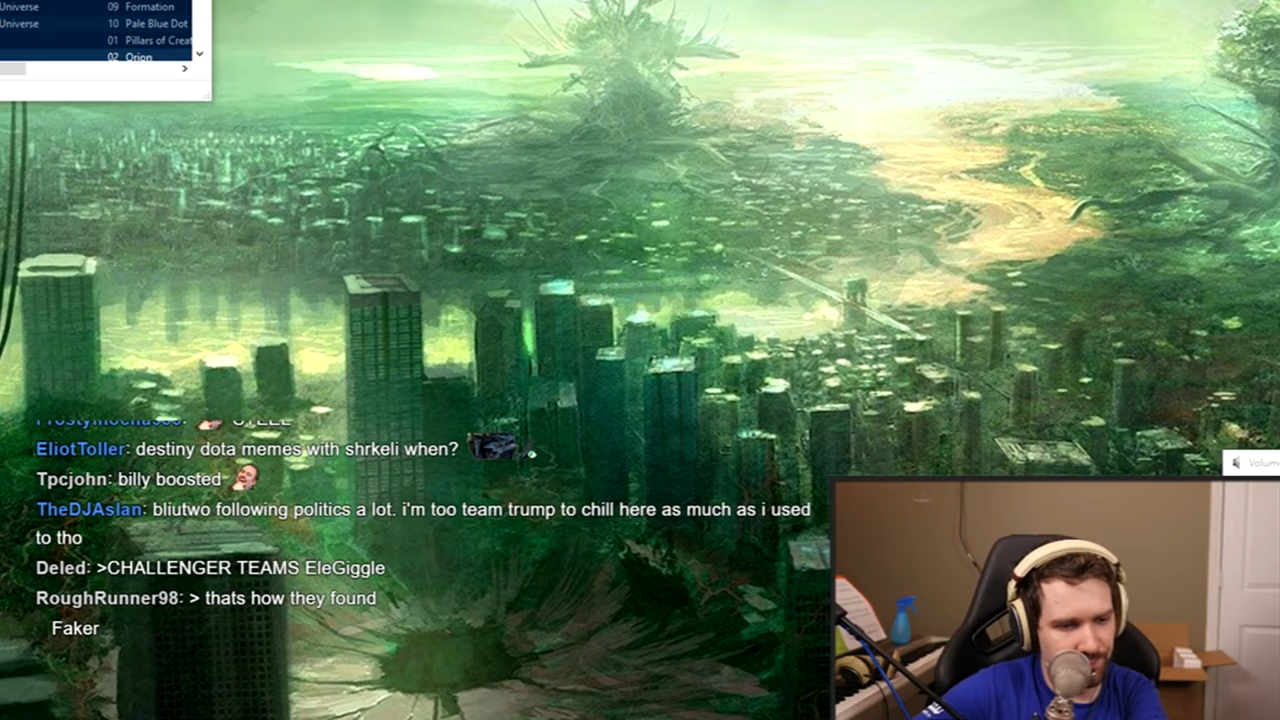 Universe 09 Formation
Universe 10 Pale Blue Dot
01 Pillars of Creat
02 Orion
EliotToller: destiny dota memes with shrkeli when?
Tpcjohn: billy boosted
TheDJAslan: bliutwo following politics a lot. i'm too team trump to chill here as much as i used
to tho
Deled: >CHALLENGER TEAMS EleGiggle
RoughRunner98: > thats how they found
Faker
Volume